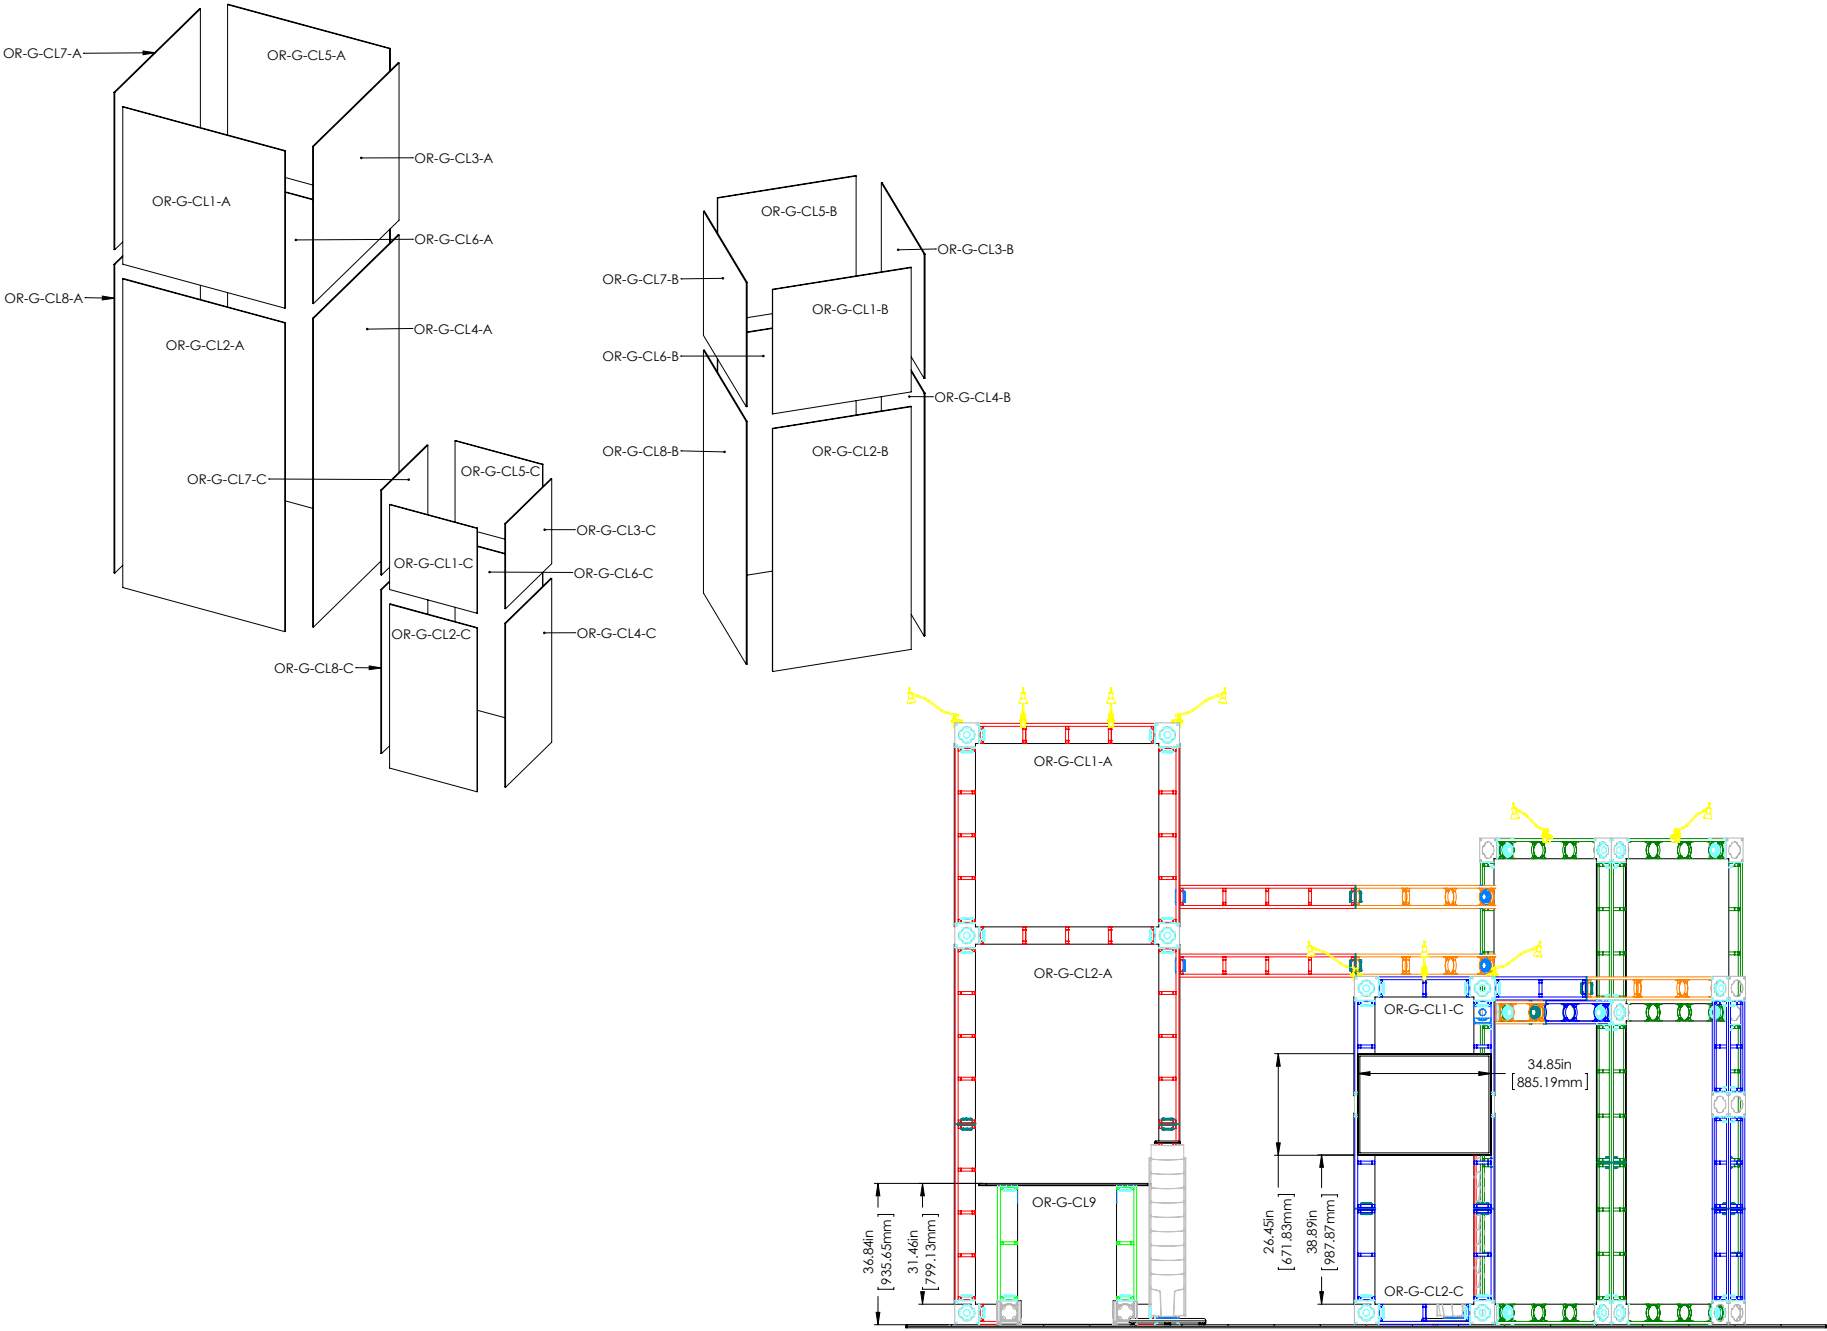 OR-G-CL7-A
OR-G-CL5-A
OR-G-CL3-A
OR-G-CL1-A
OR-G-CL6-A
OR-G-CL8-A
OR-G-CL4-A
OR-G-CL2-A
OR-G-CL5-B
OR-G-CL3-B
OR-G-CL7-B
OR-G-CL1-B
OR-G-CL6-B
OR-G-CL4-B
OR-G-CL8-B
OR-G-CL2-B
OR-G-CL7-C
OR-G-CL5-C
OR-G-CL3-C
OR-G-CL1-C
OR-G-CL6-C
OR-G-CL2-C
OR-G-CL4-C
OR-G-CL8-C
OR-G-CL1-A
OR-G-CL2-A
OR-G-CL1-C
34.85in
[885.19mm]
OR-G-CL9
36.84in
[935.65mm]
31.46in
[799.13mm]
26.45in
[671.83mm]
38.89in
[987.87mm]
OR-G-CL2-C